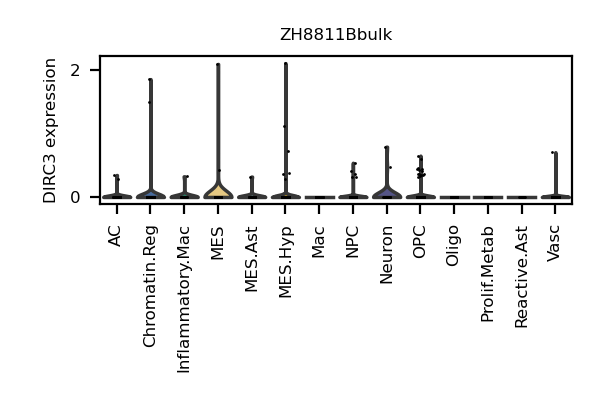 ZH8811Bbulk
DIRC3 expression
2
0
AC
Chromatin.Reg
Inflammatory.Mac
MES
MES.Ast
MES.Hyp
Mac
NPC
Neuron
OPC
Oligo
Prolif.Metab
Reactive.Ast
Vasc